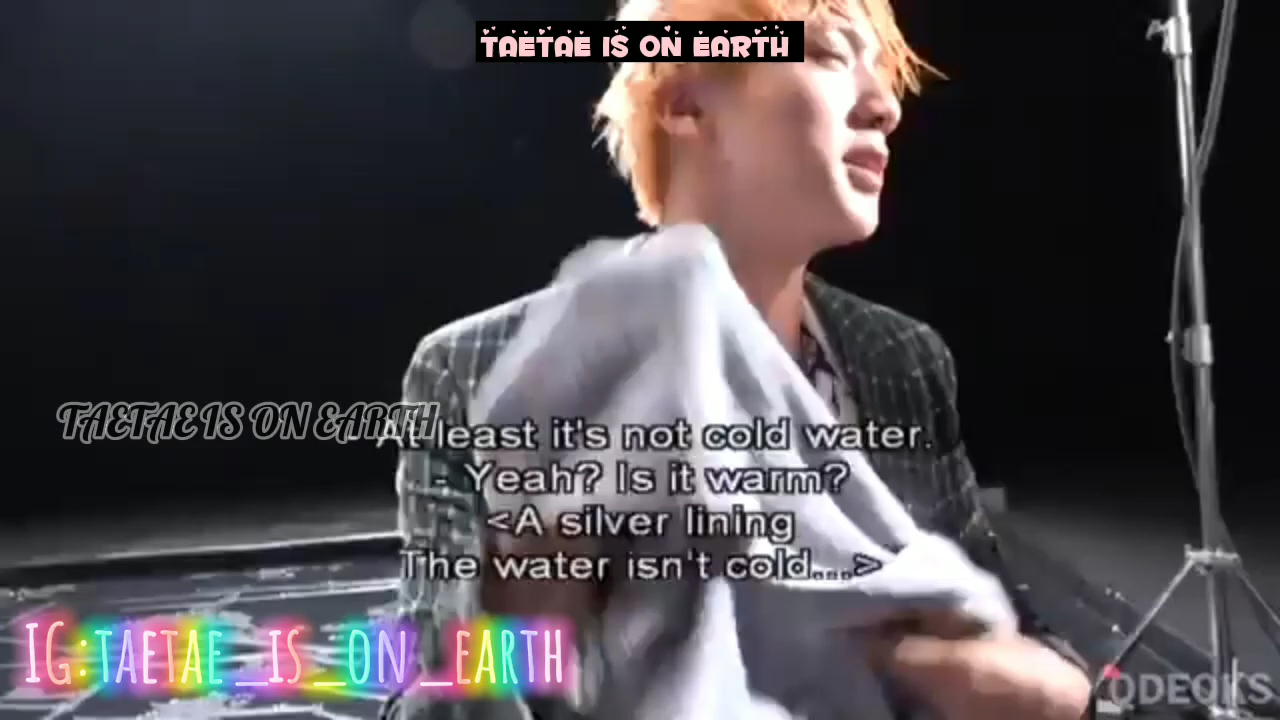 TAETAE IS ON EARTH
TAETAE IS ON EARTH
At least it's not cold water.
- Yeah? Is it warm?
<A silver lining
The water isn't cold...>
IG:TAETAE_IS_ON_EARTH
QDEOKS